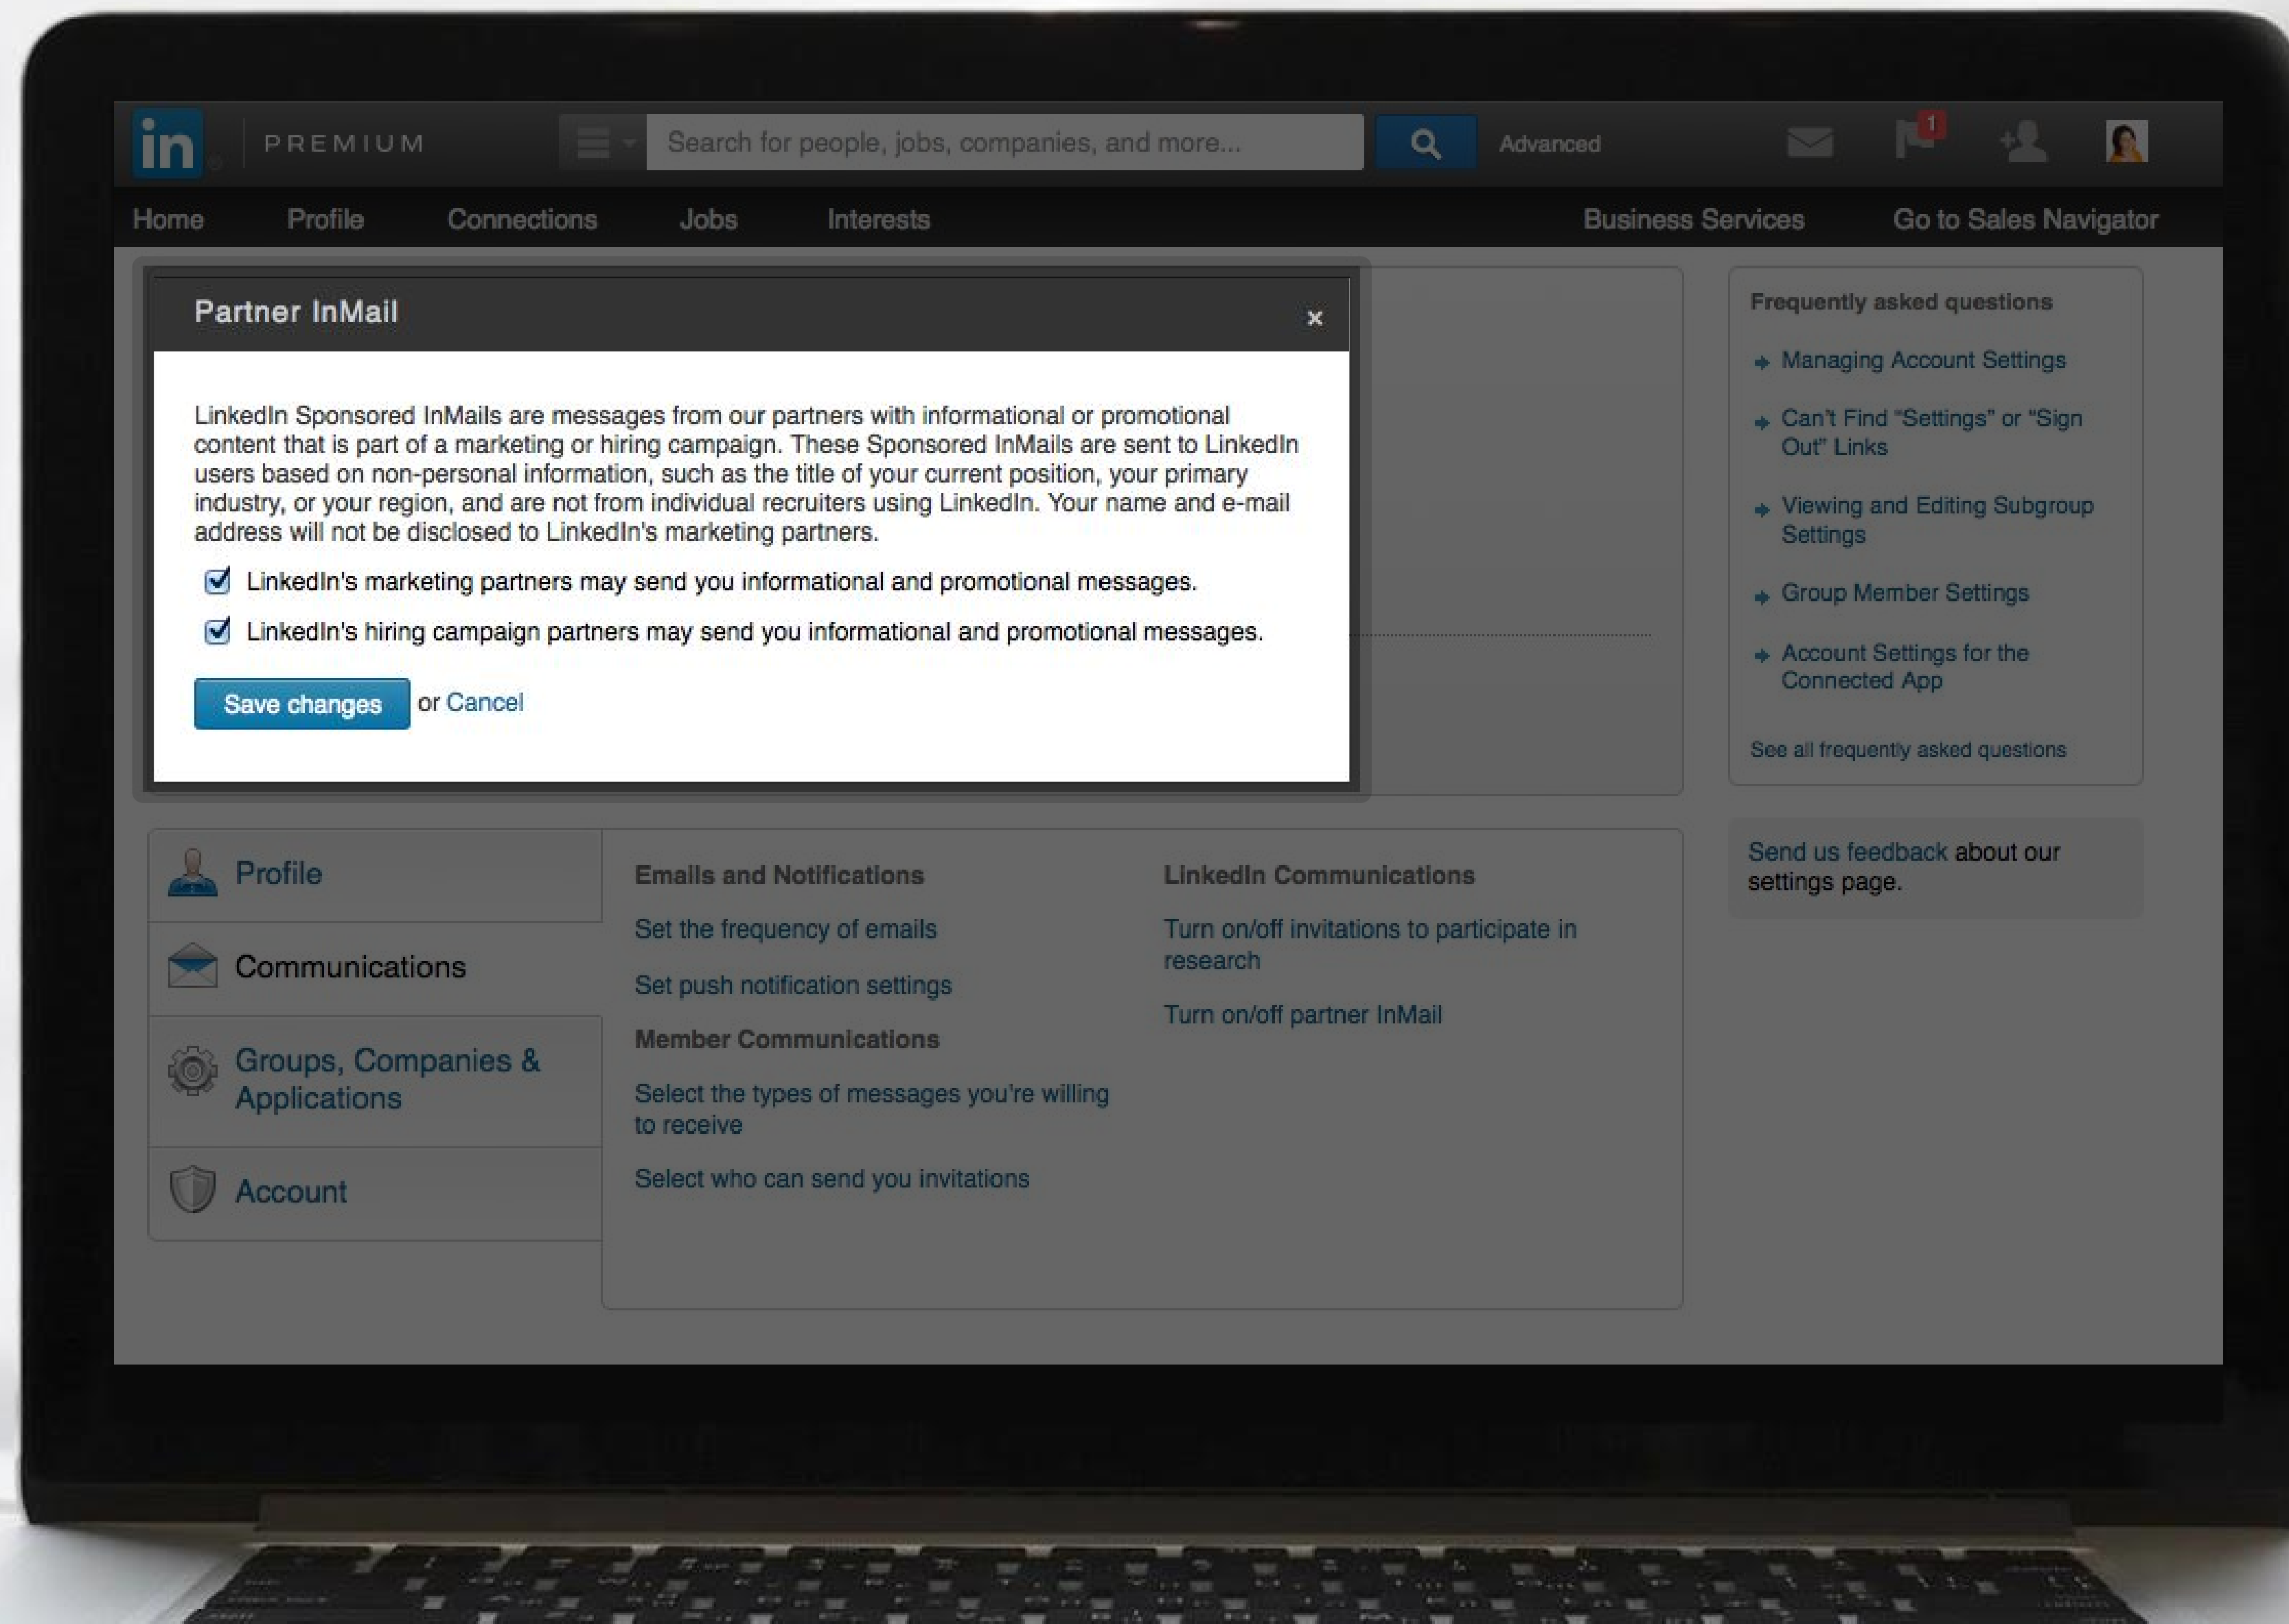 in
PREMIUM
Search for people, jobs, companies, and more...
Advanced
1
Home
Profile
Connections
Jobs
Interests
Business Services
Go to Sales Navigator
Partner InMail
x
LinkedIn Sponsored InMails are messages from our partners with informational or promotional
content that is part of a marketing or hiring campaign. These Sponsored InMails are sent to LinkedIn
users based on non-personal information, such as the title of your current position, your primary
industry, or your region, and are not from individual recruiters using LinkedIn. Your name and e-mail
address will not be disclosed to LinkedIn's marketing partners.
LinkedIn's marketing partners may send you informational and promotional messages.
LinkedIn's hiring campaign partners may send you informational and promotional messages.
Save changes or Cancel
Frequently asked questions
Managing Account Settings
Can't Find "Settings" or "Sign
Out" Links
Viewing and Editing Subgroup
Settings
Group Member Settings
Account Settings for the
Connected App
See all frequently asked questions
Send us feedback about our
settings page.
Profile
Communications
Groups, Companies &
Applications
Account
Emails and Notifications
Set the frequency of emails
Set push notification settings
Member Communications
Select the types of messages you're willing
to receive
Select who can send you invitations
LinkedIn Communications
Turn on/off invitations to participate in
research
Turn on/off partner InMail